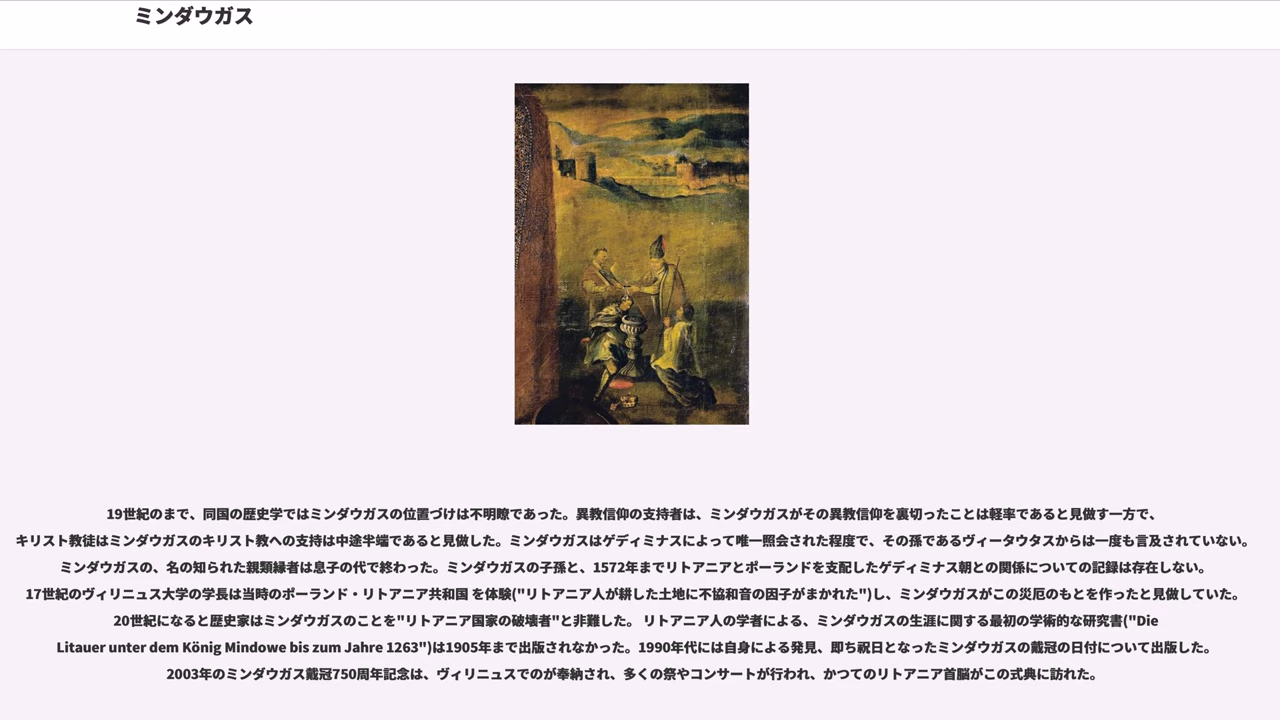 ミンダウガス
19世紀のまで、同国の歴史学ではミンダウガスの位置づけは不明瞭であった。異教信仰の支持者は、ミンダウガスがその異教信仰を裏切ったことは軽率であると見做す一方で、
キリスト教徒はミンダウガスのキリスト教への支持は中途半端であると見做した。ミンダウガスはゲディミナスによって唯一照会された程度で、その孫であるヴィータウタスからは一度も言及されていない。
ミンダウガスの、名の知られた親類縁者は息子の代で終わった。ミンダウガスの子孫と、1572年までリトアニアとポーランドを支配したゲディミナス朝との関係についての記録は存在しない。
17世紀のヴィリニュス大学の学長は当時のポーランド・リトアニア共和国 を体験("リトアニア人が耕した土地に不協和音の因子がまかれた")し、ミンダウガスがこの災厄のもとを作ったと見做していた。
20世紀になると歴史家はミンダウガスのことを"リトアニア国家の破壊者"と非難した。 リトアニア人の学者による、ミンダウガスの生涯に関する最初の学術的な研究書("Die
Litauer unter dem König Mindowe bis zum Jahre 1263")は1905年まで出版されなかった。1990年代には自身による発見、即ち祝日となったミンダウガスの戴冠の日付について出版した。
2003年のミンダウガス戴冠750周年記念は、ヴィリニュスでのが奉納され、多くの祭やコンサートが行われ、かつてのリトアニア首脳がこの式典に訪れた。